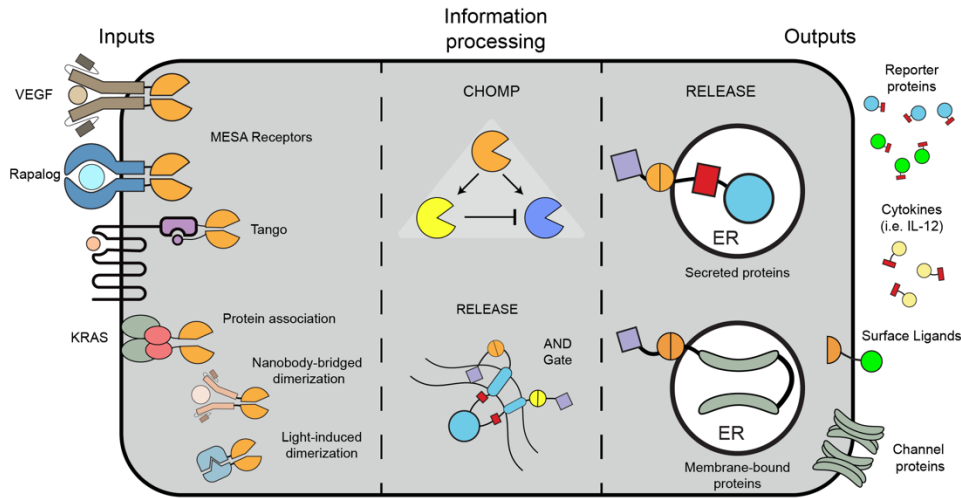 Inputs
Information
processing
Outputs
VEGF
MESA Receptors
Rapalog
Tango
KRAS
Protein association
Nanobody-bridged
dimerization
Light-induced
dimerization
CHOMP
RELEASE
AND
Gate
RELEASE
ER
Secreted proteins
ER
Membrane-bound
proteins
Reporter
proteins
Cytokines
(i.e. IL-12)
Surface Ligands
Channel
proteins